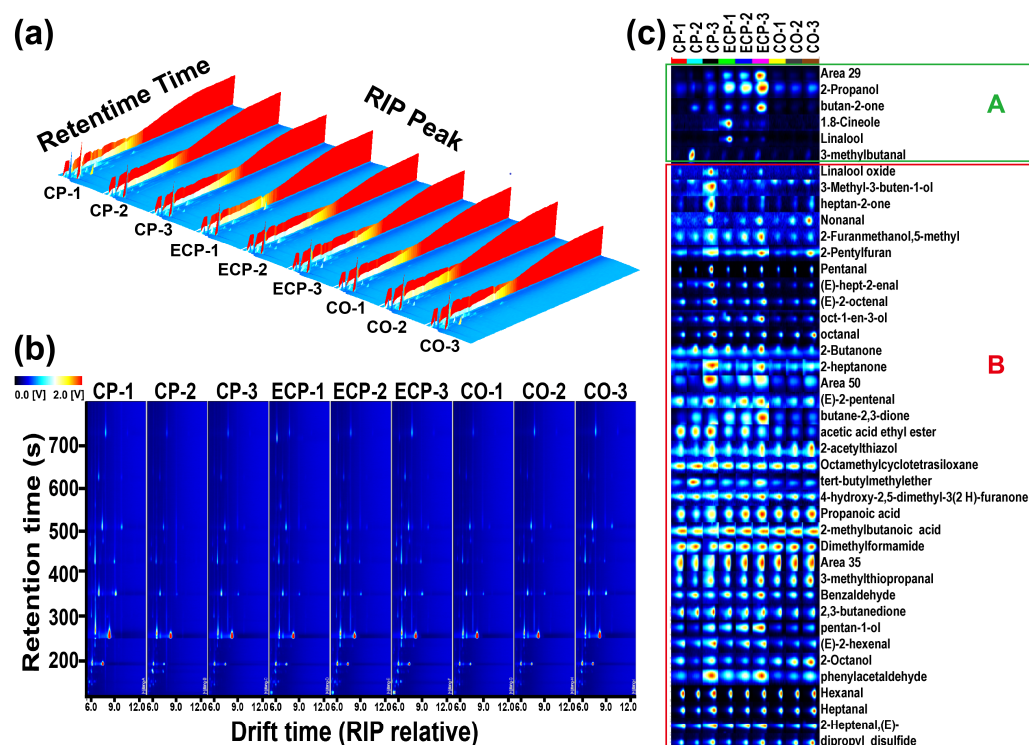 (a)
Retentime Time
RIP Peak
CP-1
CP-2
CP-3
ECP-1
ECP-2
ECP-3
CO-1
CO-2
CO-3
(b)
0.0 [V] 2.0 [V]
CP-1 CP-2 CP-3 ECP-1 ECP-2 ECP-3 CO-1 CO-2 CO-3
Retention time (s)
700
600
500
400
300
200
6.0 9.0 12.0 6.0 9.0 12.0 6.0 9.0 12.0 6.0 9.0 12.0 6.0 9.0 12.0 6.0 9.0 12.0 6.0 9.0 12.0 6.0 9.0 12.0 6.0 9.0 12.0
Drift time (RIP relative)
(c)
CP-1 CP-2 CP-3 ECP-1 ECP-2 ECP-3 CO-1 CO-2 CO-3
A
Area 29
2-Propanol
butan-2-one
1.8-Cineole
Linalool
3-methylbutanal
B
Linalool oxide
3-Methyl-3-buten-1-ol
heptan-2-one
Nonanal
2-Furanmethanol,5-methyl
2-Pentylfuran
Pentanal
(E)-hept-2-enal
(E)-2-octenal
oct-1-en-3-ol
octanal
2-Butanone
2-heptanone
Area 50
(E)-2-pentenal
butane-2,3-dione
acetic acid ethyl ester
2-acetylthiazol
Octamethylcyclotetrasiloxane
tert-butylmethylether
4-hydroxy-2,5-dimethyl-3(2 H)-furanone
Propanoic acid
2-methylbutanoic acid
Dimethylformamide
Area 35
3-methylthiopropanal
Benzaldehyde
2,3-butanedione
pentan-1-ol
(E)-2-hexenal
2-Octanol
phenylacetaldehyde
Hexanal
Heptanal
2-Heptenal,(E)-
dipropyl disulfide